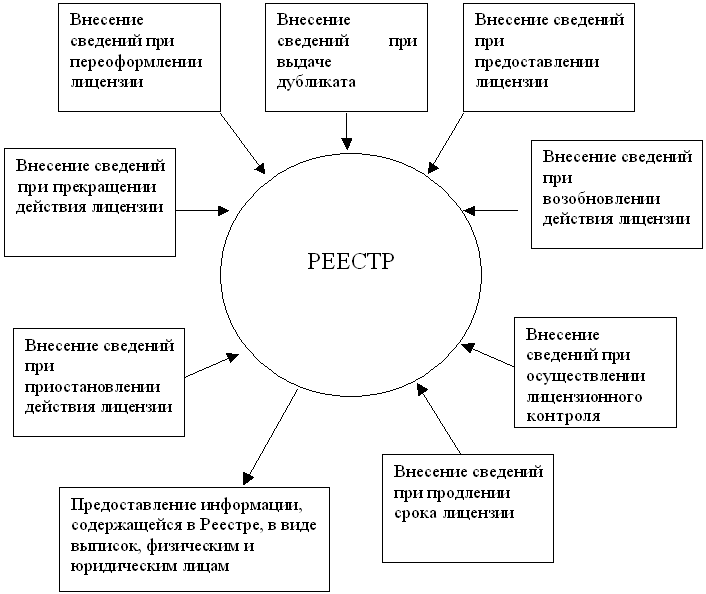 Внесение
сведений при
переоформлении
лицензии
Внесение
сведений при
выдаче
дубликата
Внесение сведений
при
предоставлении
лицензии
Внесение сведений
при прекращении
действия лицензии
Внесение сведений
при
возобновлении
действия лицензии
РЕЕСТР
Внесение сведений
при
приостановлении
действия лицензии
Внесение
сведений при
осуществлении
лицензионного
контроля
Внесение сведений
при продлении
срока лицензии
Предоставление информации,
содержащейся в Реестре, в виде
выписок, физическим и
юридическим лицам